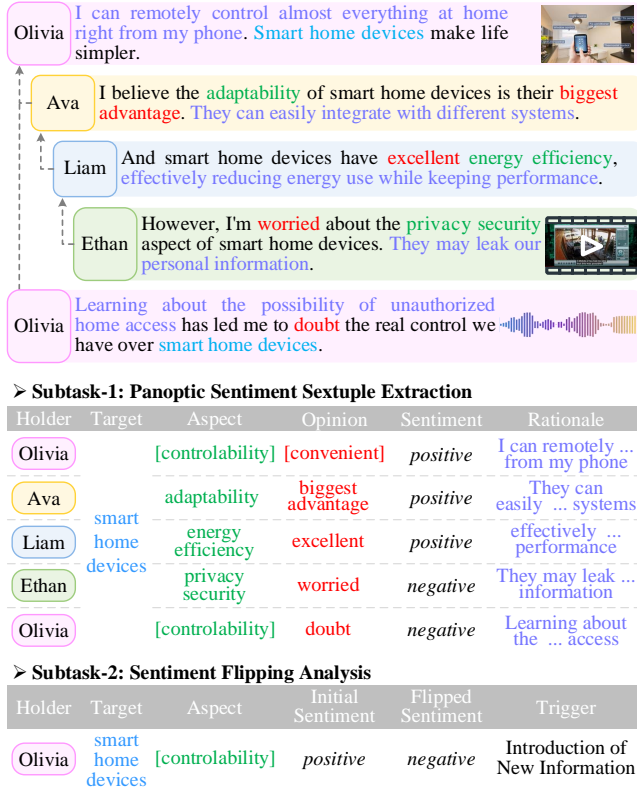 Olivia
I can remotely control almost everything at home
right from my phone. Smart home devices make life
simpler.
Ava
I believe the adaptability of smart home devices is their biggest
advantage. They can easily integrate with different systems.
Liam
And smart home devices have excellent energy efficiency,
effectively reducing energy use while keeping performance.
Ethan
However, I'm worried about the privacy security
aspect of smart home devices. They may leak our
personal information.
Olivia
Learning about the possibility of unauthorized
home access has led me to doubt the real control we
have over smart home devices.
➢ Subtask-1: Panoptic Sentiment Sextuple Extraction
Holder Target Aspect Opinion Sentiment Rationale
Olivia [controlability] [convenient] positive I can remotely ...
from my phone
Ava adaptability biggest
advantage positive They can
easily ... systems
smart
home
devices
Liam energy
efficiency excellent positive effectively ...
performance
Ethan privacy
security worried negative They may leak ...
information
Olivia [controlability] doubt negative Learning about
the ... access
➢ Subtask-2: Sentiment Flipping Analysis
Holder Target Aspect Initial
Sentiment Flipped
Sentiment Trigger
Olivia smart
home
devices [controlability] positive negative Introduction of
New Information